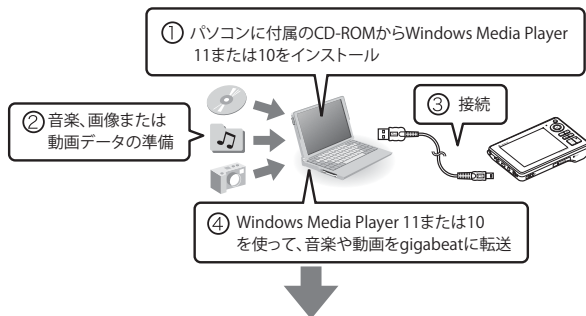 ① パソコンに付属のCD-ROMからWindows Media Player
11または10をインストール
② 音楽、画像または
動画データの準備
③ 接続
④ Windows Media Player 11または10
を使って、音楽や動画をgigabeatに転送